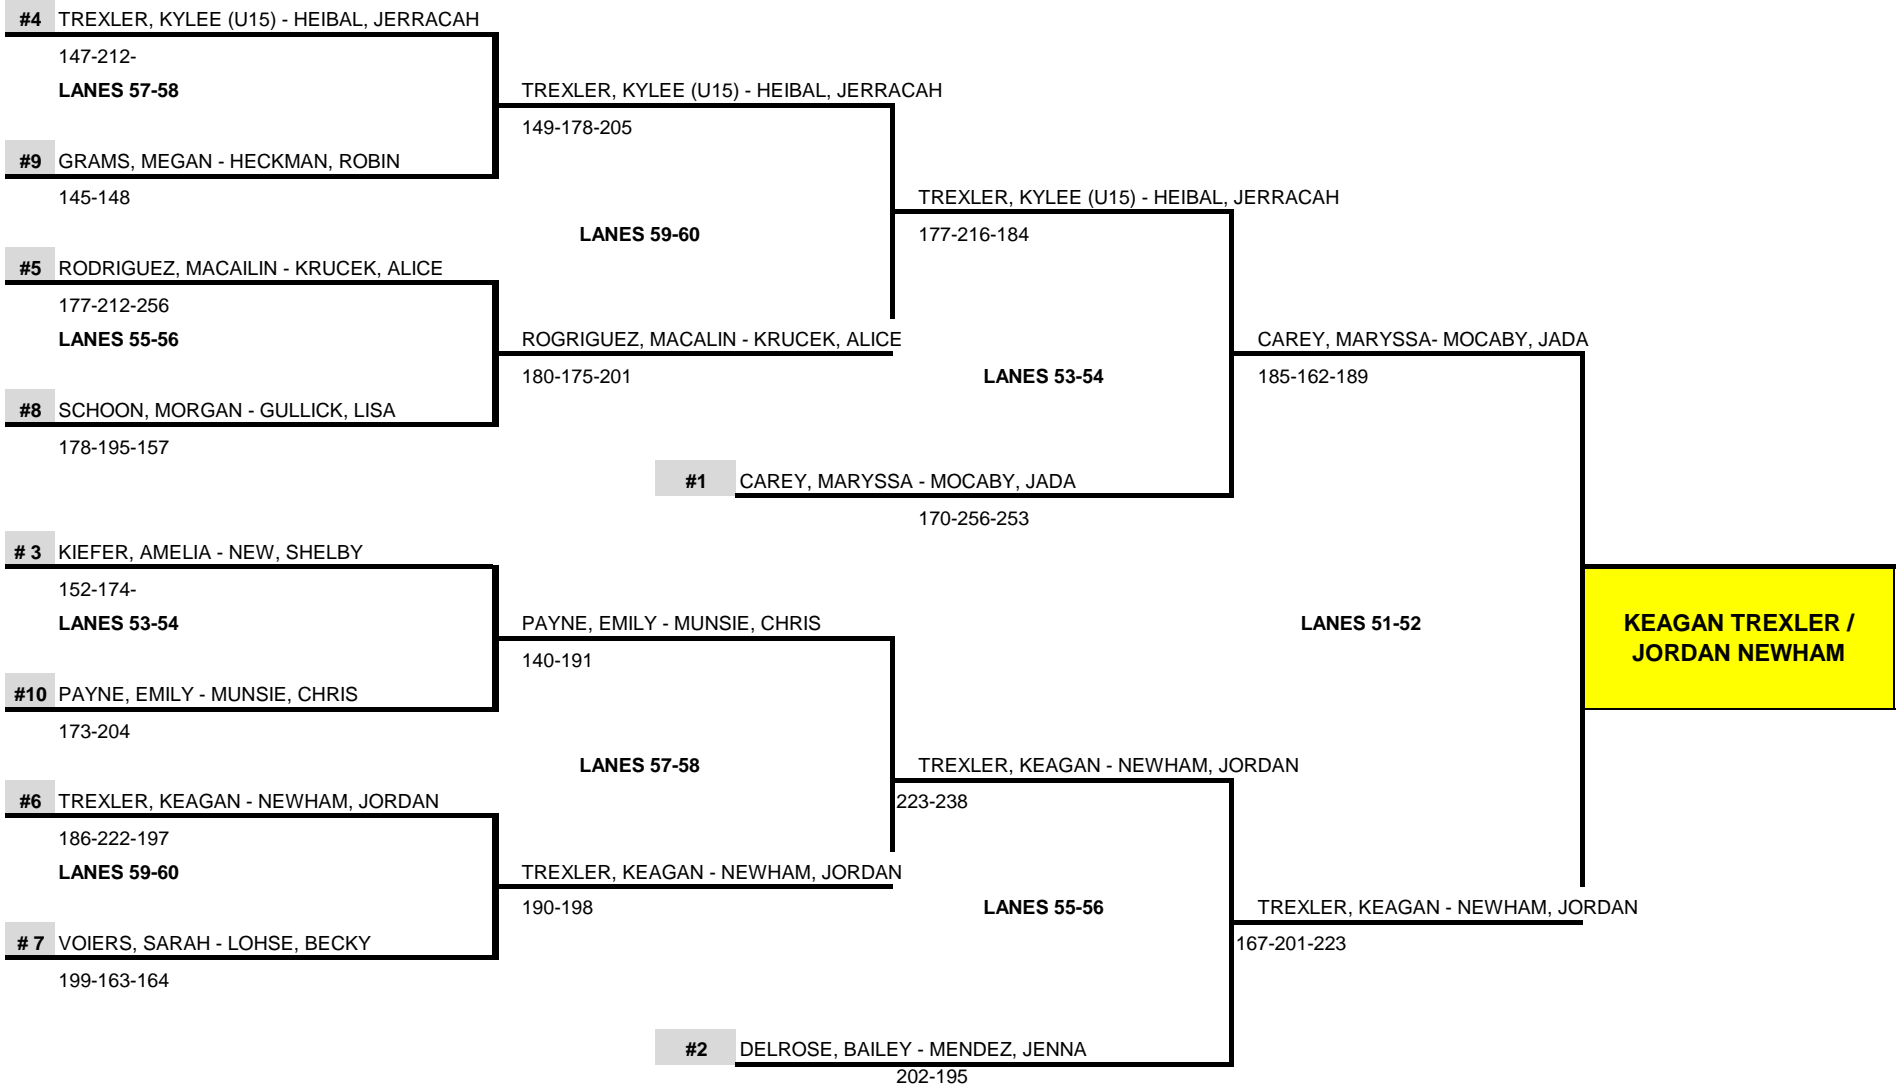 #4 TREXLER, KYLEE (U15) - HEIBAL, JERRACAH
147-212-
LANES 57-58
TREXLER, KYLEE (U15) - HEIBAL, JERRACAH
149-178-205
#9 GRAMS, MEGAN - HECKMAN, ROBIN
145-148
TREXLER, KYLEE (U15) - HEIBAL, JERRACAH
LANES 59-60
177-216-184
#5 RODRIGUEZ, MACAILIN - KRUCEK, ALICE
177-212-256
LANES 55-56
ROGRIGUEZ, MACALIN - KRUCEK, ALICE
CAREY, MARYSSA- MOCABY, JADA
180-175-201
LANES 53-54
185-162-189
#8 SCHOON, MORGAN - GULLICK, LISA
178-195-157
#1 CAREY, MARYSSA - MOCABY, JADA
170-256-253
# 3 KIEFER, AMELIA - NEW, SHELBY
152-174-
LANES 53-54
PAYNE, EMILY - MUNSIE, CHRIS
LANES 51-52
KEAGAN TREXLER /
JORDAN NEWHAM
140-191
#10 PAYNE, EMILY - MUNSIE, CHRIS
173-204
LANES 57-58
TREXLER, KEAGAN - NEWHAM, JORDAN
#6 TREXLER, KEAGAN - NEWHAM, JORDAN
223-238
186-222-197
LANES 59-60
TREXLER, KEAGAN - NEWHAM, JORDAN
190-198
LANES 55-56
TREXLER, KEAGAN - NEWHAM, JORDAN
# 7 VOIERS, SARAH - LOHSE, BECKY
167-201-223
199-163-164
#2 DELROSE, BAILEY - MENDEZ, JENNA
202-195